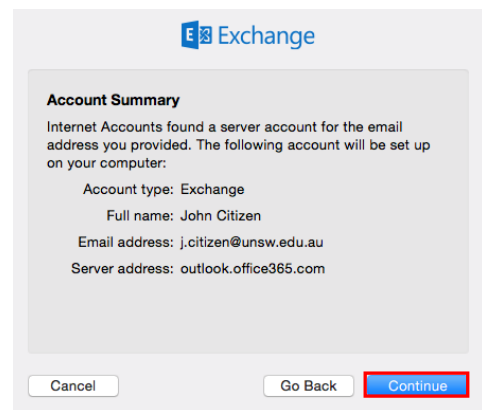 Exchange
Account Summary
Internet Accounts found a server account for the email
address you provided. The following account will be set up
on your computer:
Account type: Exchange
Full name: John Citizen
Email address: j.citizen@unsw.edu.au
Server address: outlook.office365.com
Cancel Go Back Continue